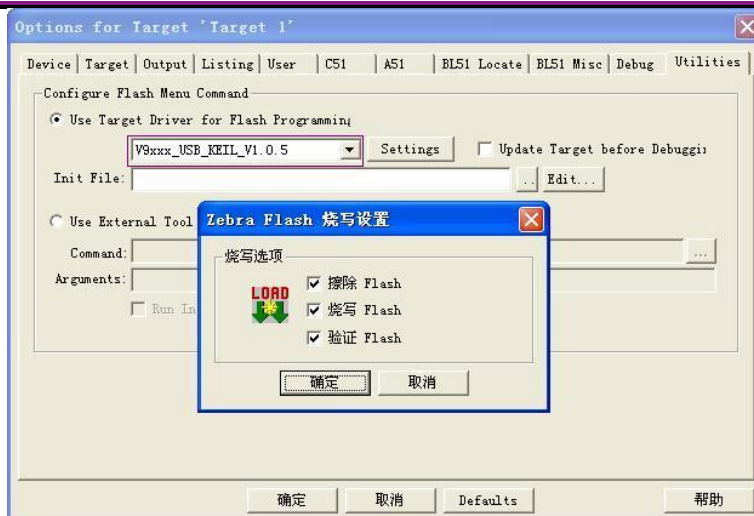 Options for Target 'Target 1'
Device Target Output Listing User C51 A51 BL51 Locate BL51 Misc Debug Utilities
Configure Flash Menu Command
Use Target Driver for Flash Programming
V9xxx_USB_KEIL_V1.0.5 Settings Update Target before Debuggin
Init File: .. Edit...
Use External Tool
Zebra Flash 烧写设置
Command: ...
Arguments:
Run In
烧写选项
LOAD
擦除 Flash
烧写 Flash
验证 Flash
确定 取消
确定 取消 Defaults 帮助